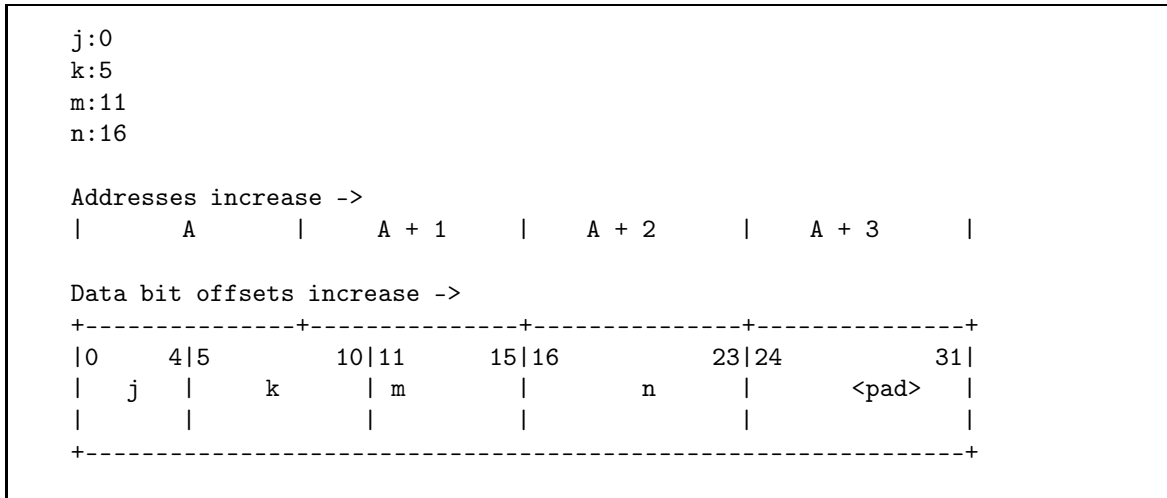 j:0
k:5
m:11
n:16
Addresses increase ->
|       A       |     A + 1     |    A + 2      |    A + 3      |
Data bit offsets increase ->
+---------------+---------------+---------------+---------------+
|0     4|5         10|11       15|16             23|24           31|
|   j   |     k      | m        |        n      |       <pad>   |
|       |            |          |               |               |
+---------------------------------------------------------------+